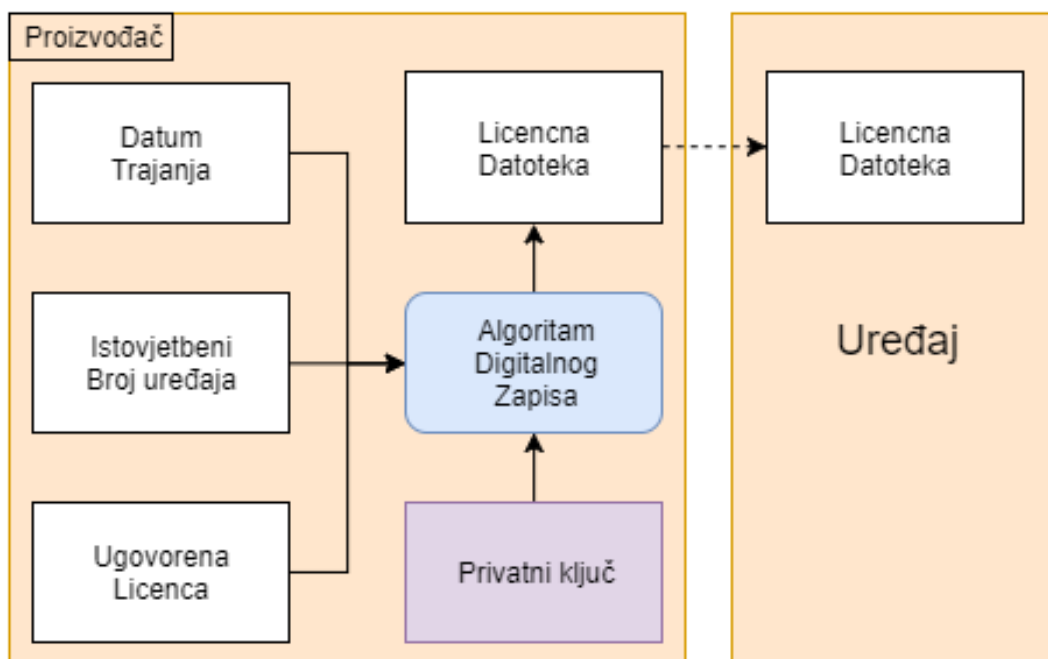 Proizvođač
Datum
Trajanja
Licencna
Datoteka
Licencna
Datoteka
Istovjetbeni
Broj uređaja
Algoritam
Digitalnog
Zapisa
Uređaj
Ugovorena
Licenca
Privatni ključ